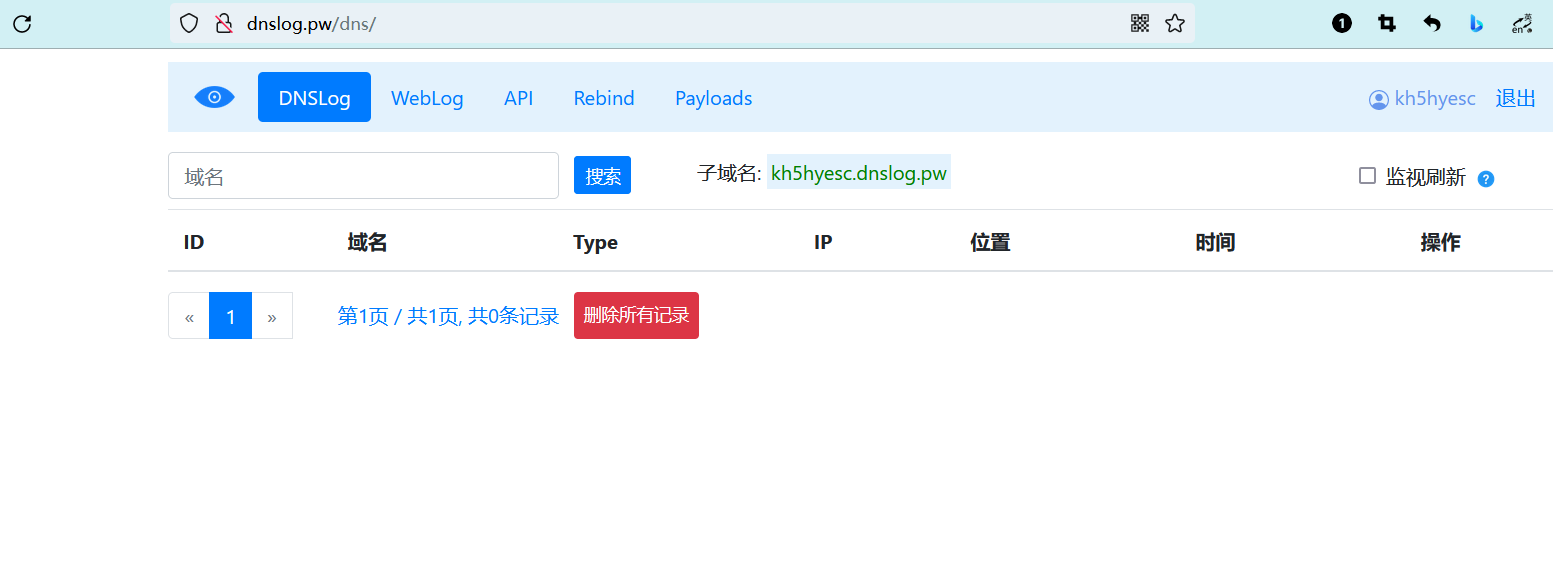 dnslog.pw/dns/
1
英
en
DNSLog WebLog API Rebind Payloads kh5hyesc 退出
域名 搜索 子域名: kh5hyesc.dnslog.pw 监视刷新 ?
ID 域名 Type IP 位置 时间 操作
« 1 » 第1页 / 共1页, 共0条记录 删除所有记录